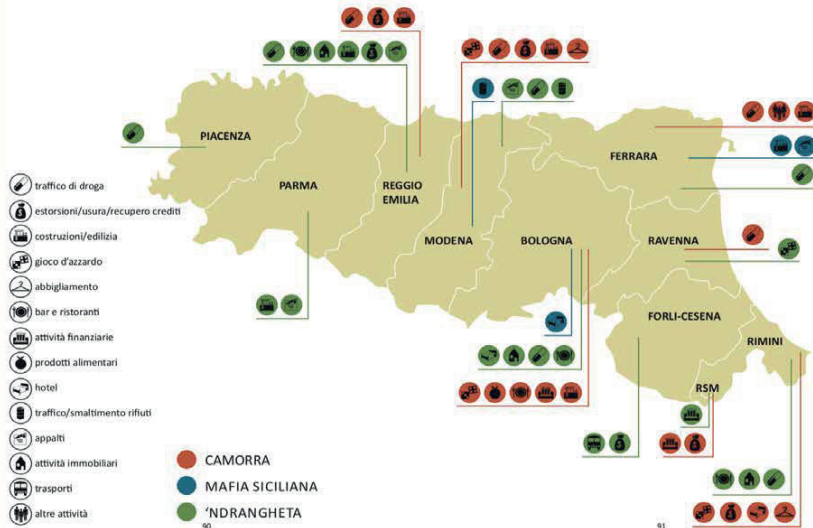 PIACENZA
PARMA
REGGIO
EMILIA
MODENA
BOLOGNA
FERRARA
RAVENNA
FORLI-CESENA
RIMINI
RSM
traffico di droga
estorsioni/usura/recupero crediti
costruzioni/edilizia
gioco d'azzardo
abbigliamento
bar e ristoranti
attività finanziarie
prodotti alimentari
hotel
traffico/smaltimento rifiuti
appalti
attività immobiliari
trasporti
altre attività
CAMORRA
MAFIA SICILIANA
'NDRANGHETA
90
91